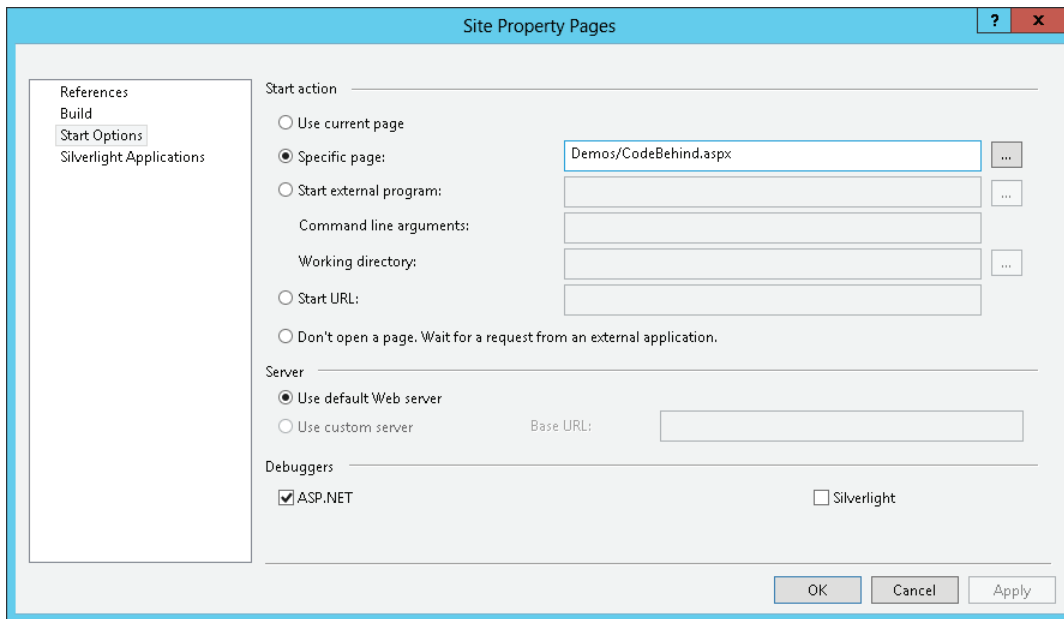 Site Property Pages
?
x
References
Build
Start Options
Silverlight Applications
Start action
Use current page
Specific page: Demos/CodeBehind.aspx ...
Start external program: ...
Command line arguments:
Working directory: ...
Start URL:
Don't open a page. Wait for a request from an external application.
Server
Use default Web server
Use custom server Base URL:
Debuggers
ASP.NET Silverlight
OK Cancel Apply